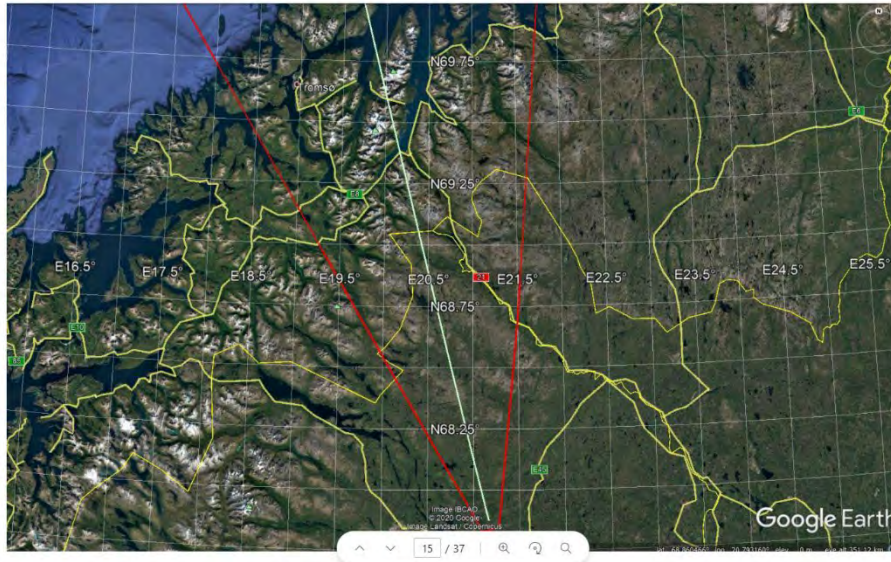 N69.75°
Tromsø
E6
N69.25°
E8
E16.5°
E17.5°
E18.5°
E19.5°
E20.5°
E21.5°
E22.5°
E23.5°
E24.5°
E25.5°
21
N68.75°
E10
N68.25°
E45
Image IBCAO
© 2020 Google
Image Landsat / Copernicus
Google Earth
15 / 37